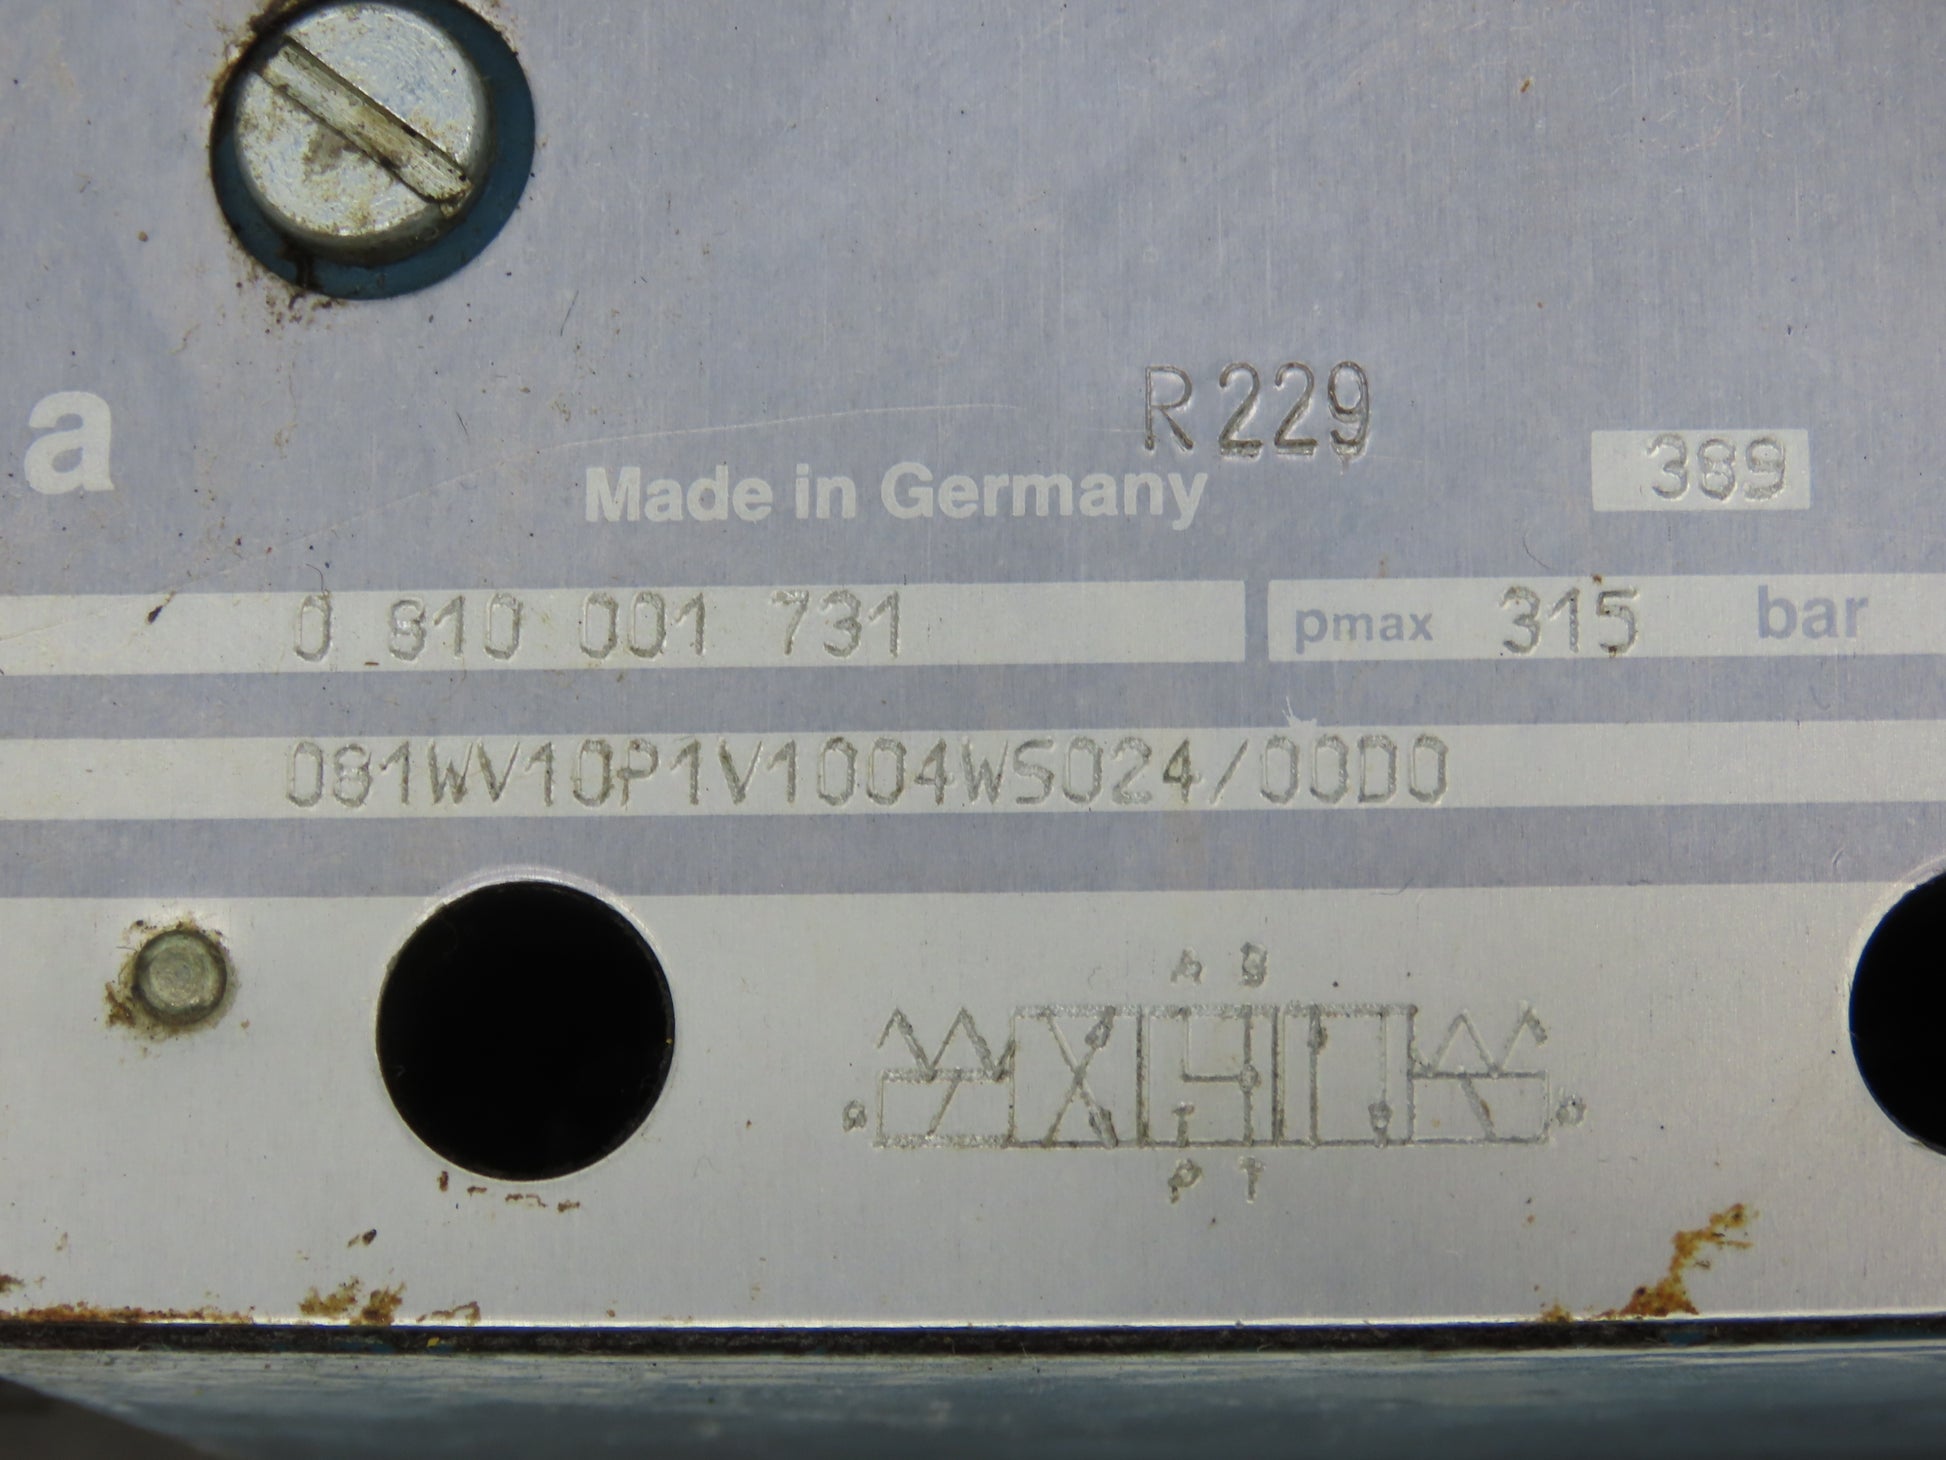 R229
a
Made in Germany
389
0 810 001 731
pmax 315 bar
081WV10P1V1004WS024/00D0
A B
a
b
P T